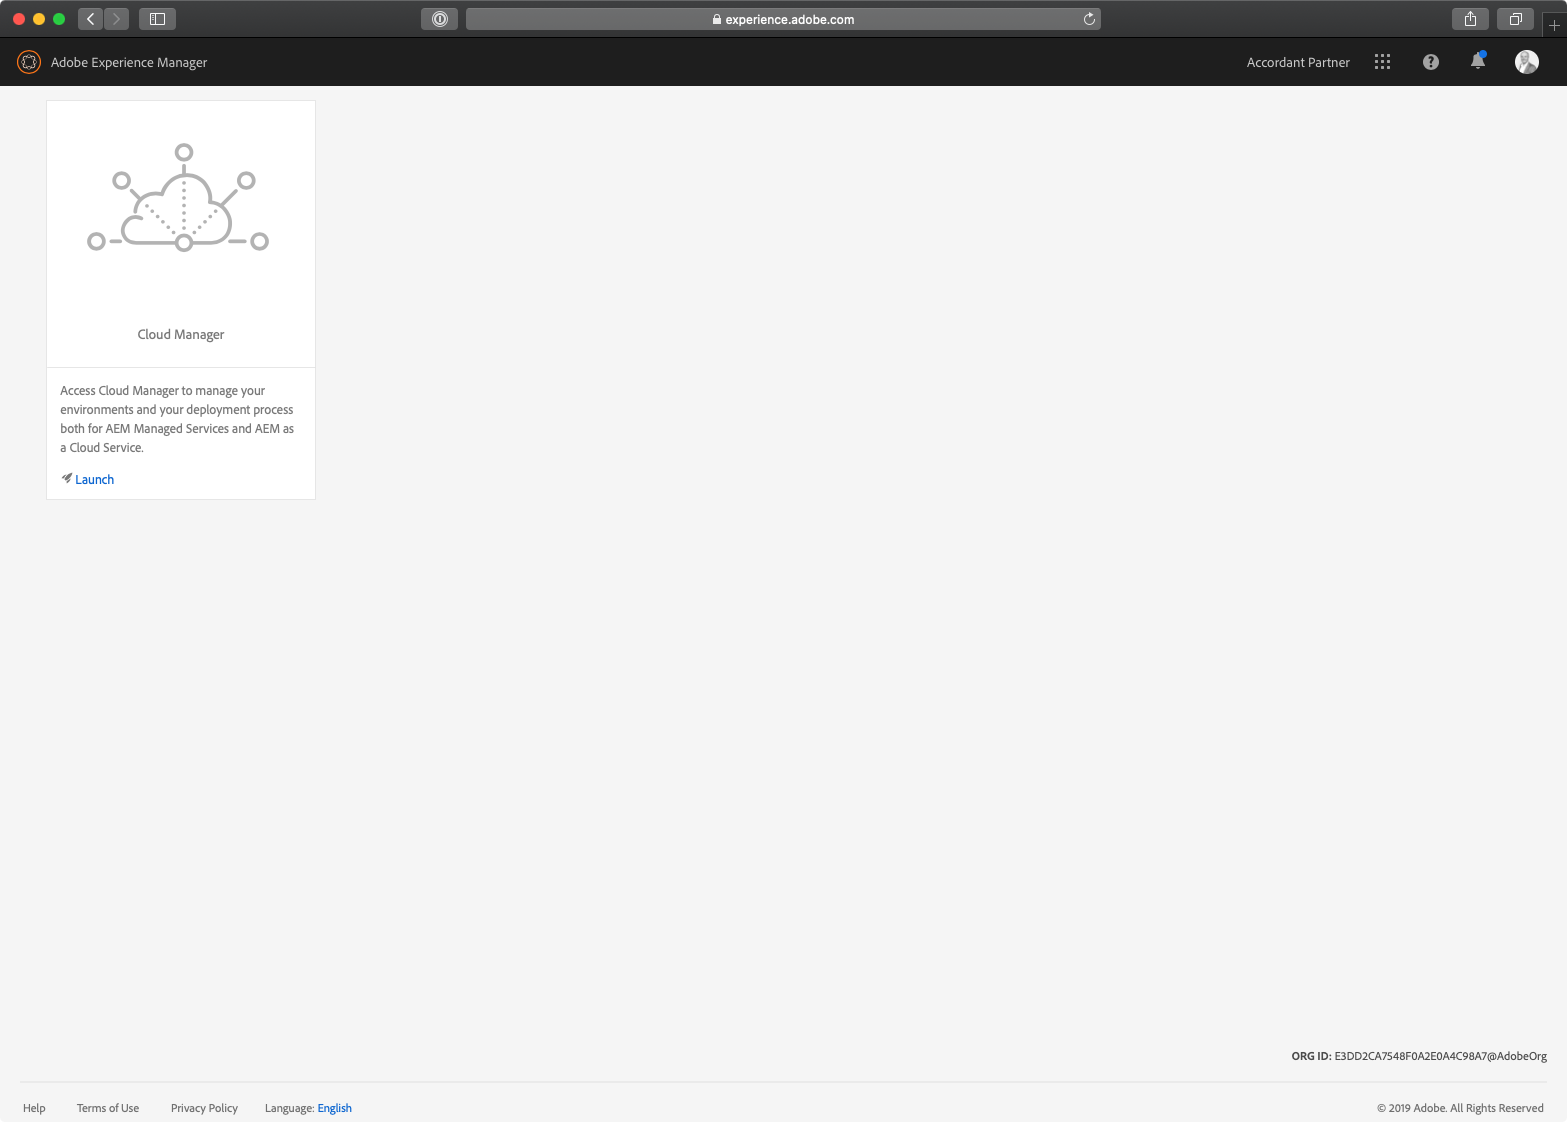 experience.adobe.com
Adobe Experience Manager
Accordant Partner
Cloud Manager
Access Cloud Manager to manage your
environments and your deployment process
both for AEM Managed Services and AEM as
a Cloud Service.
Launch
ORG ID: E3DD2CA7548F0A2E0A4C98A7@AdobeOrg
Help Terms of Use Privacy Policy Language: English © 2019 Adobe. All Rights Reserved